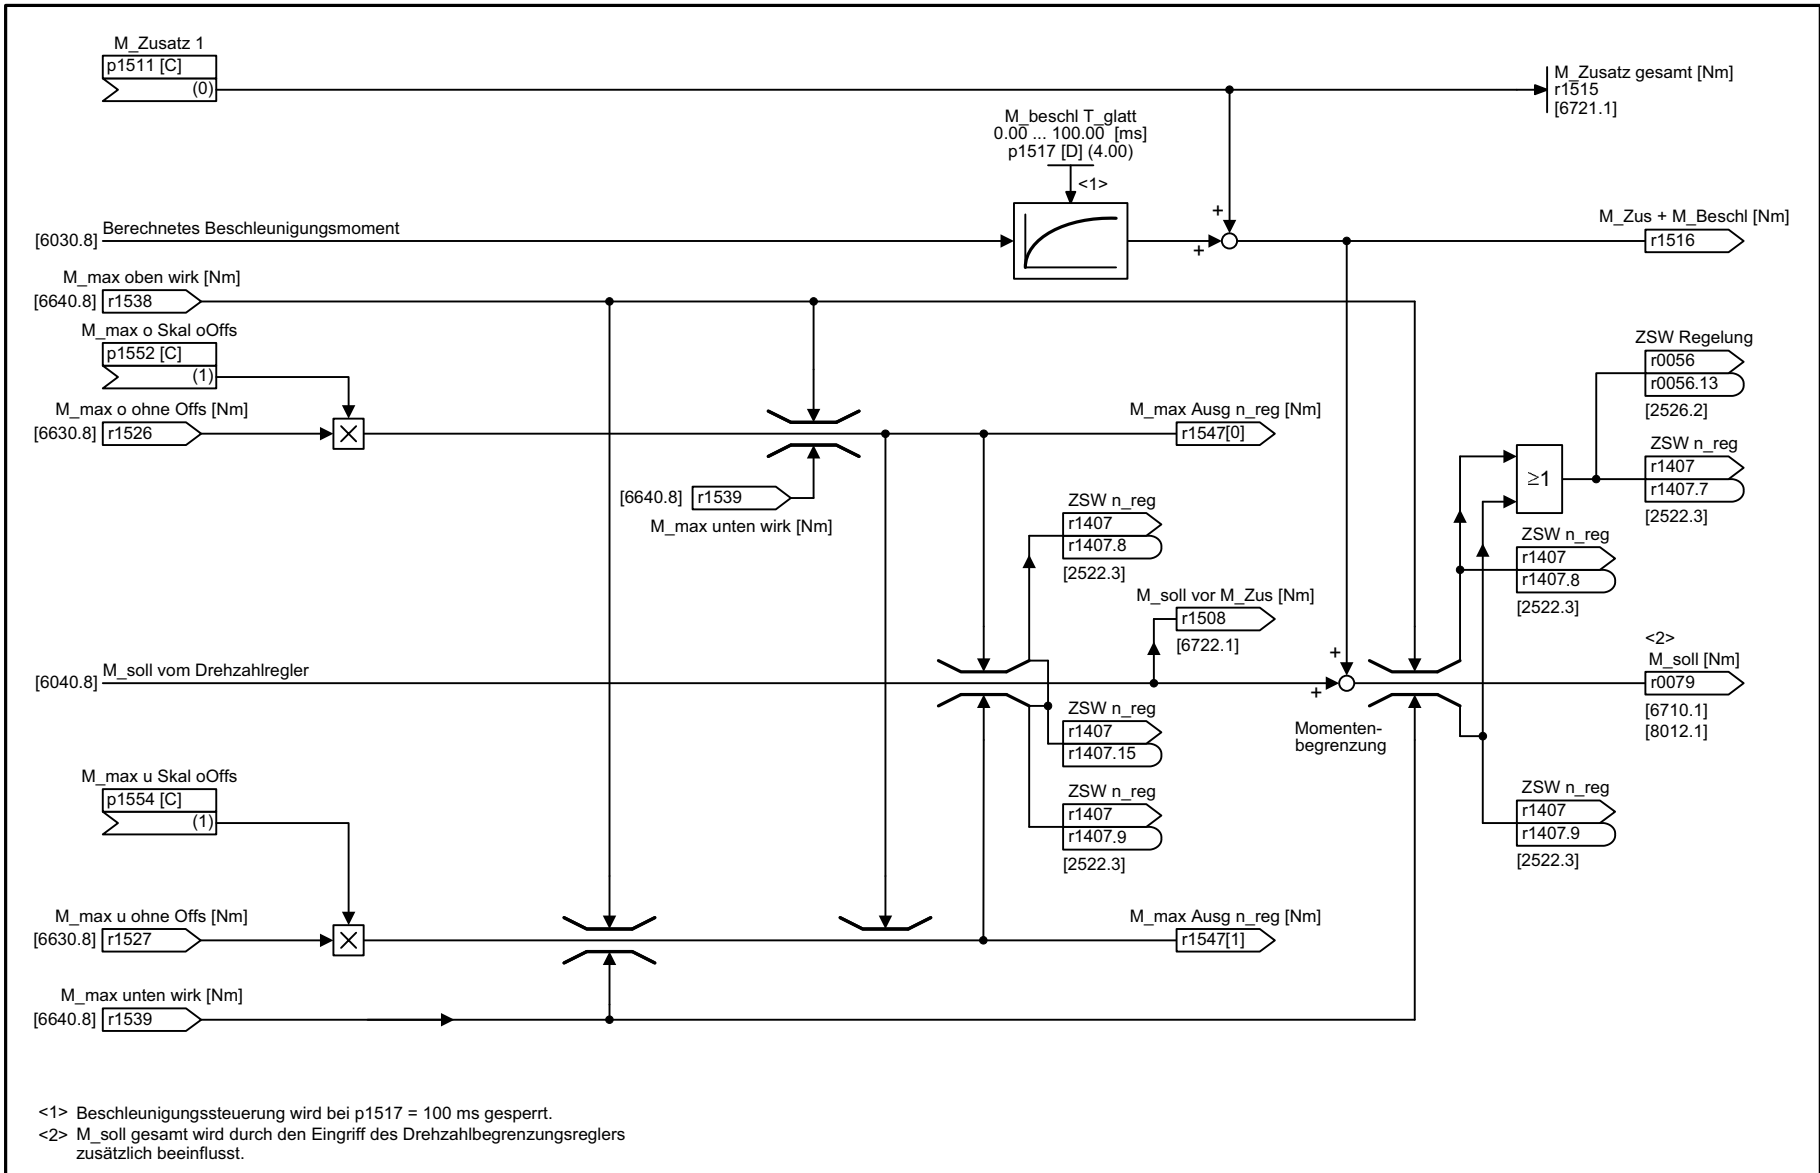 M_Zusatz 1
p1511 [C]
(0)
M_Zusatz gesamt [Nm]
r1515
[6721.1]
M_beschl T_glatt
0.00 ... 100.00 [ms]
p1517 [D] (4.00)
<1>
+
[6030.8]
Berechnetes Beschleunigungsmoment
+
M_Zus + M_Beschl [Nm]
r1516
M_max oben wirk [Nm]
[6640.8] r1538
M_max o Skal oOffs
p1552 [C]
(1)
ZSW Regelung
r0056
r0056.13
[2526.2]
M_max o ohne Offs [Nm]
[6630.8] r1526
M_max Ausg n_reg [Nm]
r1547[0]
ZSW n_reg
r1407
r1407.7
[2522.3]
≥1
[6640.8] r1539
M_max unten wirk [Nm]
ZSW n_reg
r1407
r1407.8
[2522.3]
ZSW n_reg
r1407
r1407.8
[2522.3]
M_soll vor M_Zus [Nm]
r1508
[6722.1]
<2>
M_soll [Nm]
r0079
[6710.1]
[8012.1]
+
+
[6040.8]
M_soll vom Drehzahlregler
Momenten-
begrenzung
ZSW n_reg
r1407
r1407.15
M_max u Skal oOffs
p1554 [C]
(1)
ZSW n_reg
r1407
r1407.9
[2522.3]
ZSW n_reg
r1407
r1407.9
[2522.3]
M_max u ohne Offs [Nm]
[6630.8] r1527
M_max Ausg n_reg [Nm]
r1547[1]
M_max unten wirk [Nm]
[6640.8] r1539
<1> Beschleunigungssteuerung wird bei p1517 = 100 ms gesperrt.
<2> M_soll gesamt wird durch den Eingriff des Drehzahlbegrenzungsreglers
zusätzlich beeinflusst.